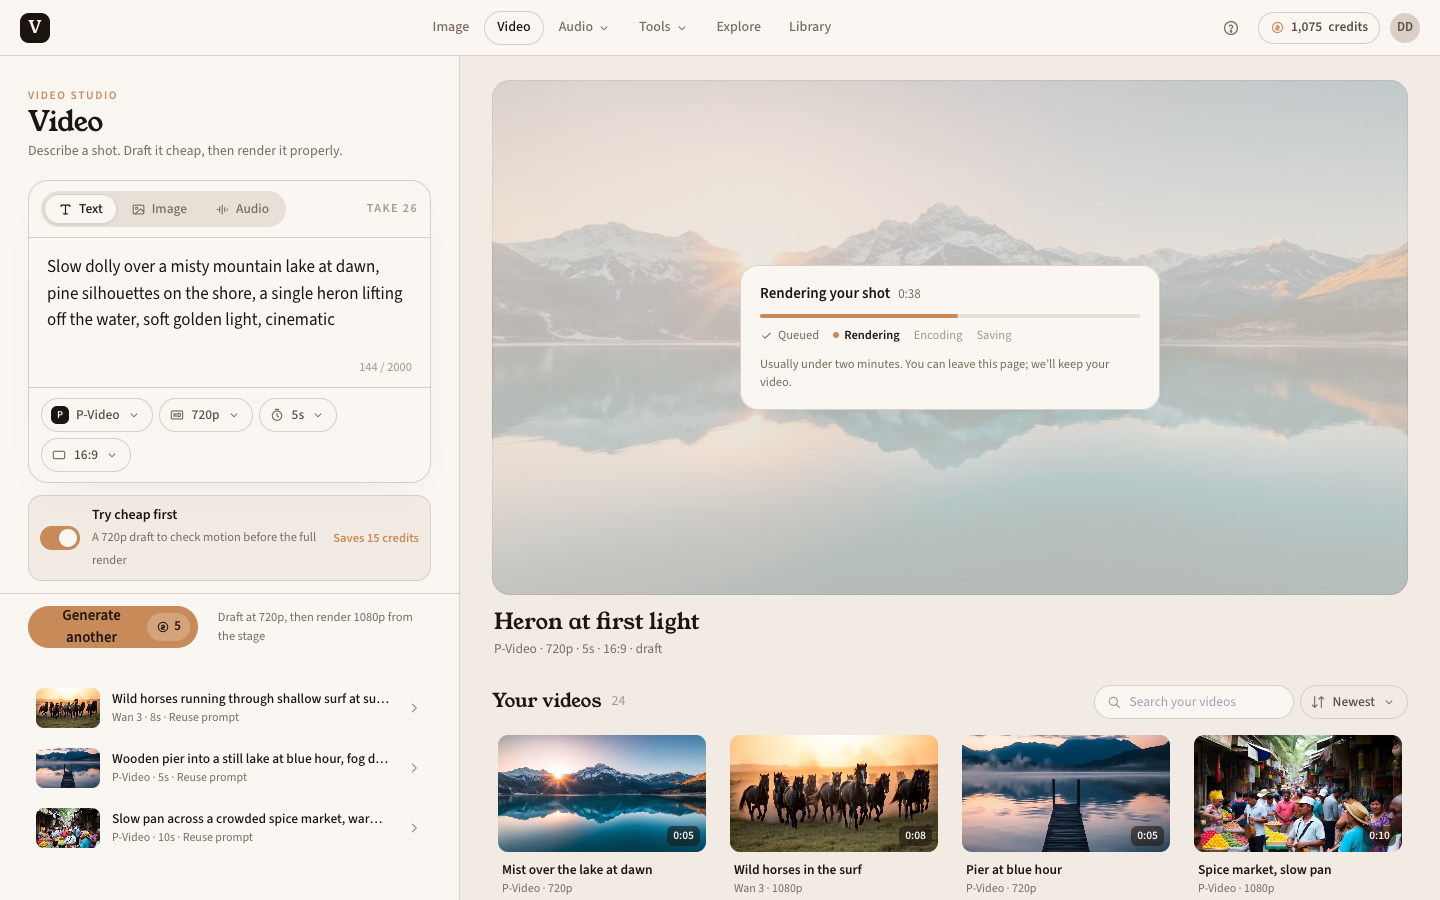 V
Image Video Audio Tools Explore Library
1,075 credits
DD
VIDEO STUDIO
Video
Describe a shot. Draft it cheap, then render it properly.
Text Image Audio
TAKE 26
Slow dolly over a misty mountain lake at dawn,
pine silhouettes on the shore, a single heron lifting
off the water, soft golden light, cinematic
144 / 2000
P P-Video
HD 720p
5s
16:9
Try cheap first
A 720p draft to check motion before the full
render
Saves 15 credits
Generate
another
5
Draft at 720p, then render 1080p from
the stage
Wild horses running through shallow surf at su…
Wan 3 · 8s · Reuse prompt
Wooden pier into a still lake at blue hour, fog d…
P-Video · 5s · Reuse prompt
Slow pan across a crowded spice market, war…
P-Video · 10s · Reuse prompt
Rendering your shot 0:38
Queued Rendering Encoding Saving
Usually under two minutes. You can leave this page; we'll keep your
video.
Heron at first light
P-Video · 720p · 5s · 16:9 · draft
Your videos 24
Search your videos
Newest
0:05
Mist over the lake at dawn
P-Video · 720p
0:08
Wild horses in the surf
Wan 3 · 1080p
0:05
Pier at blue hour
P-Video · 720p
0:10
Spice market, slow pan
P-Video · 1080p